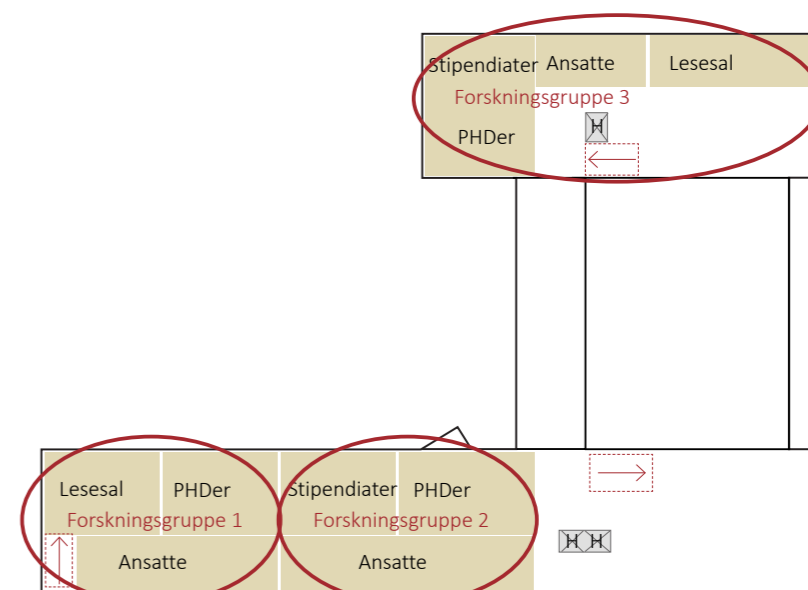 Stipendiater Ansatte Lesesal
Forskningsgruppe 3
H
PHDer
Lesesal PHDer Stipendiater PHDer
Forskningsgruppe 1 Forskningsgruppe 2
H H
Ansatte Ansatte